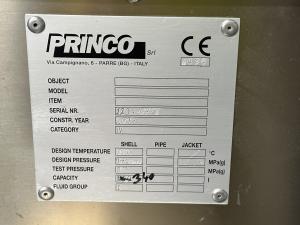 PRINCO Srl CE
Via Campignano, 6 - PARRE (BG) - ITALY
OBJECT
MODEL
ITEM
SERIAL NR.
CONSTR. YEAR
CATEGORY
SHELL PIPE JACKET
DESIGN TEMPERATURE °C
DESIGN PRESSURE MPa(g)
TEST PRESSURE MPa(g)
CAPACITY 340 l
FLUID GROUP